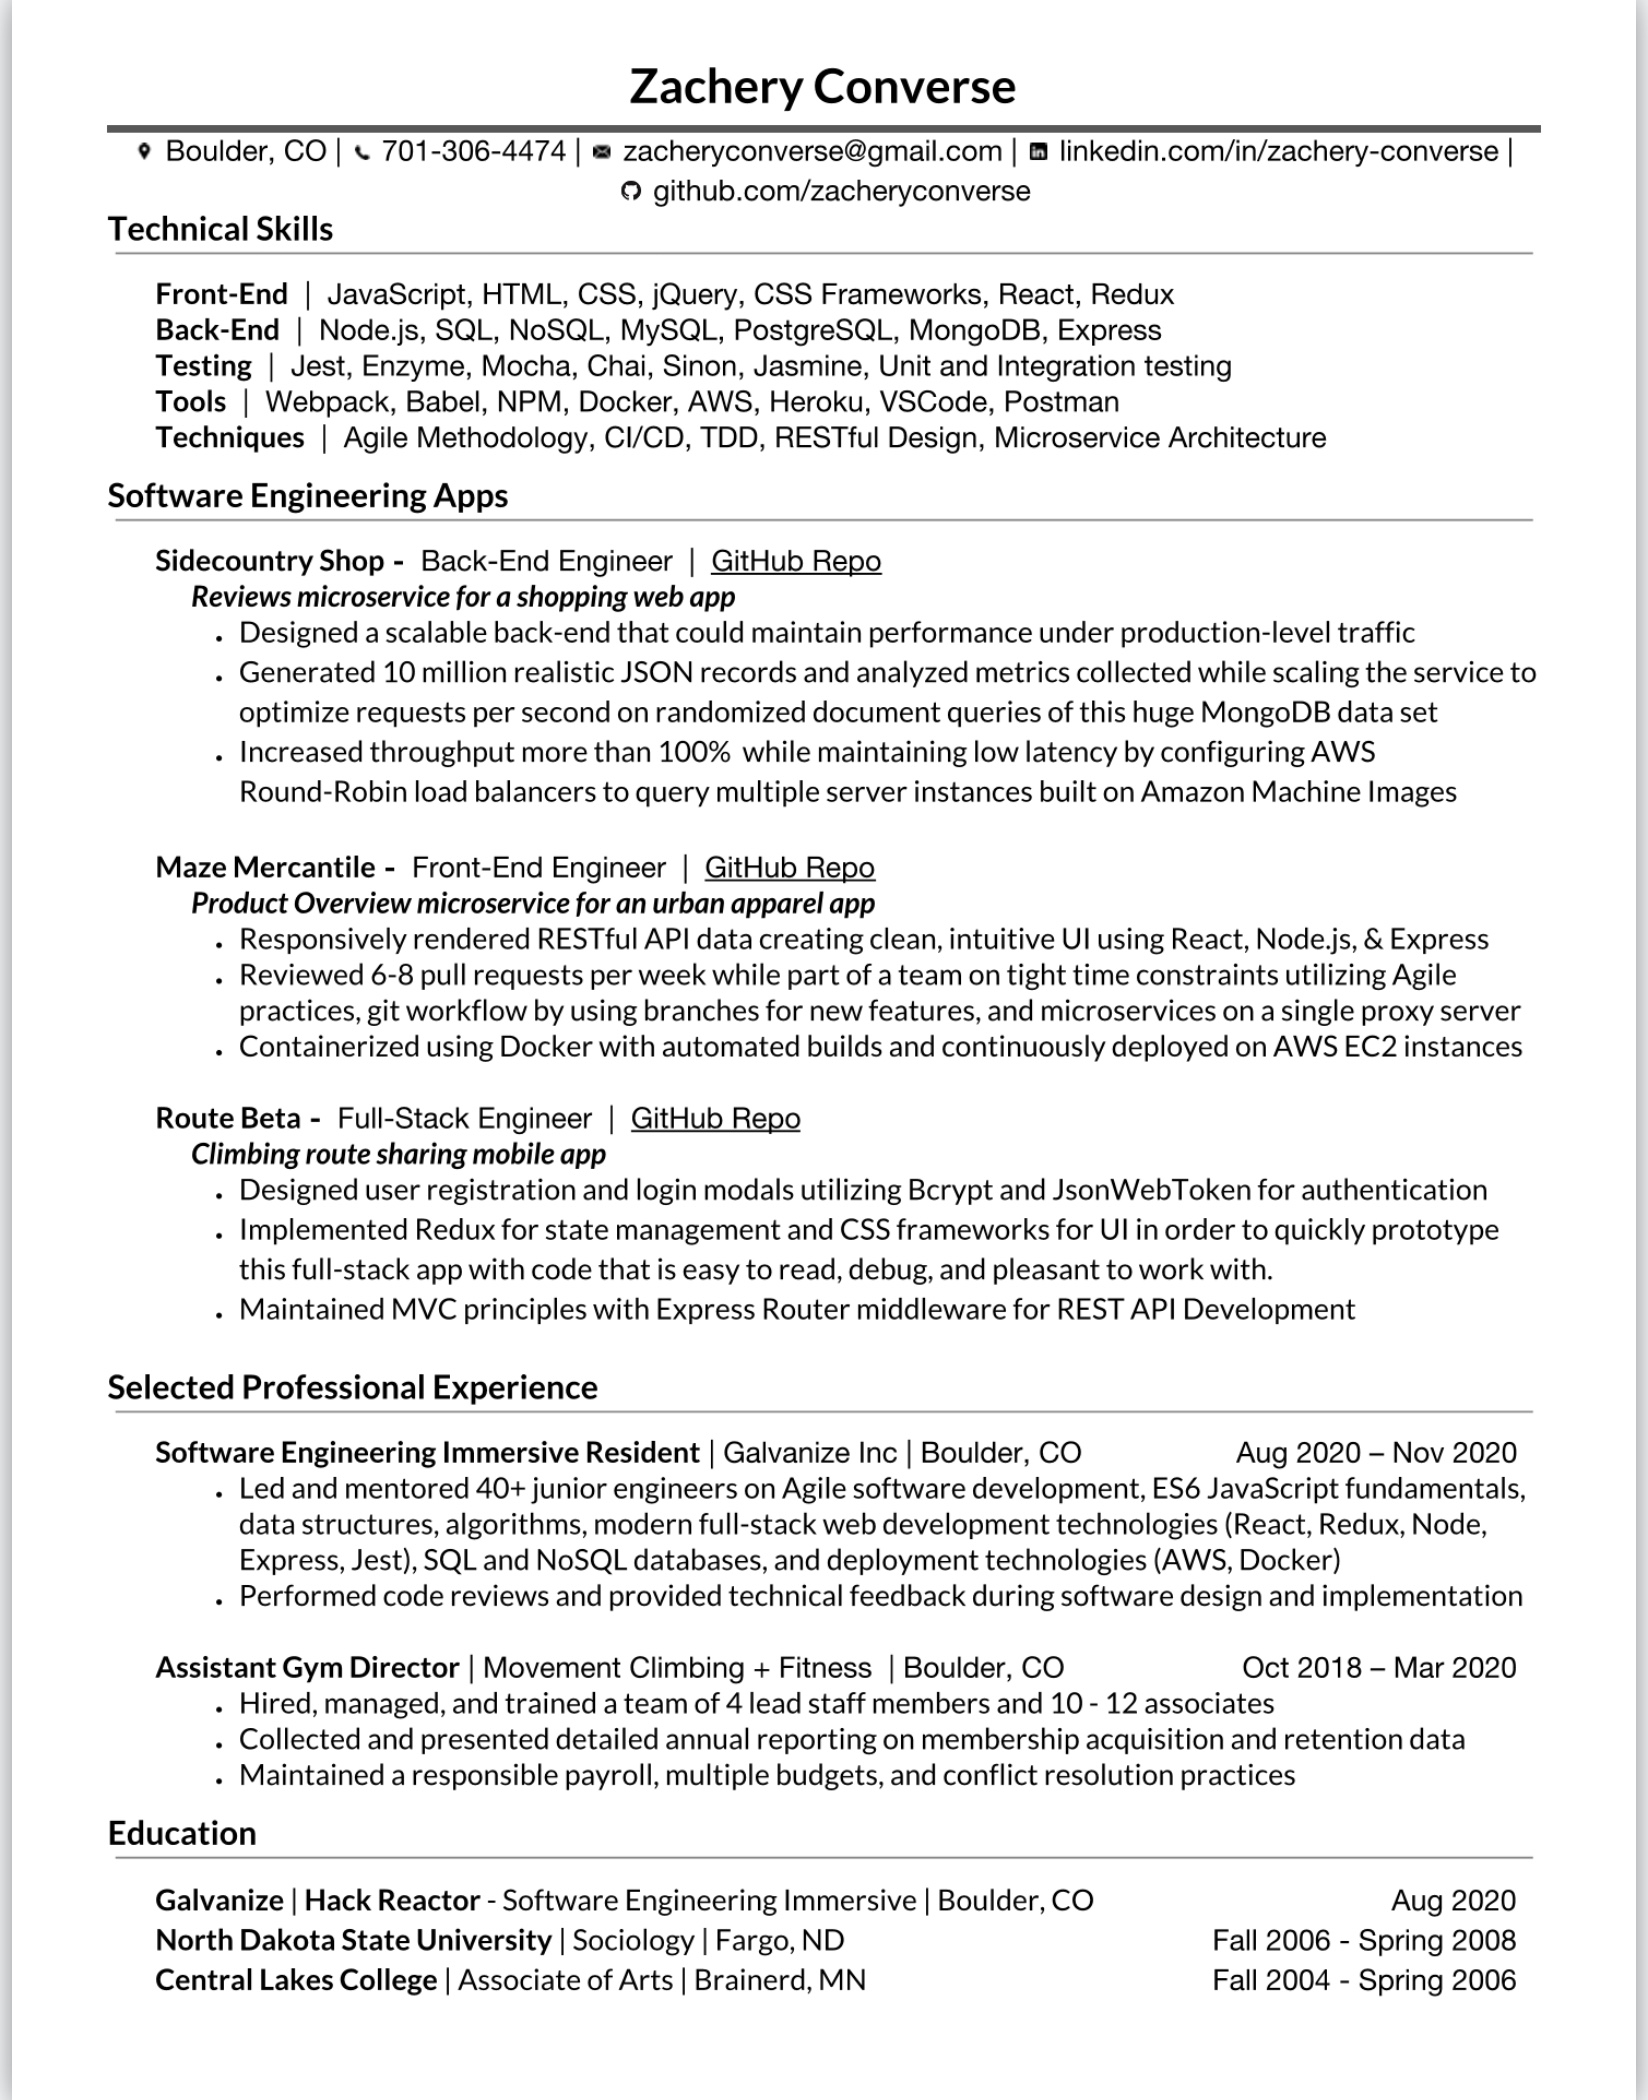 Zachery Converse
Boulder, CO | 701-306-4474 | zacheryconverse@gmail.com | linkedin.com/in/zachery-converse |
github.com/zacheryconverse
Technical Skills
Front-End | JavaScript, HTML, CSS, jQuery, CSS Frameworks, React, Redux
Back-End | Node.js, SQL, NoSQL, MySQL, PostgreSQL, MongoDB, Express
Testing | Jest, Enzyme, Mocha, Chai, Sinon, Jasmine, Unit and Integration testing
Tools | Webpack, Babel, NPM, Docker, AWS, Heroku, VSCode, Postman
Techniques | Agile Methodology, CI/CD, TDD, RESTful Design, Microservice Architecture
Software Engineering Apps
Sidecountry Shop - Back-End Engineer | GitHub Repo
Reviews microservice for a shopping web app
• Designed a scalable back-end that could maintain performance under production-level traffic
• Generated 10 million realistic JSON records and analyzed metrics collected while scaling the service to
optimize requests per second on randomized document queries of this huge MongoDB data set
• Increased throughput more than 100% while maintaining low latency by configuring AWS
Round-Robin load balancers to query multiple server instances built on Amazon Machine Images
Maze Mercantile - Front-End Engineer | GitHub Repo
Product Overview microservice for an urban apparel app
• Responsively rendered RESTful API data creating clean, intuitive UI using React, Node.js, & Express
• Reviewed 6-8 pull requests per week while part of a team on tight time constraints utilizing Agile
practices, git workflow by using branches for new features, and microservices on a single proxy server
• Containerized using Docker with automated builds and continuously deployed on AWS EC2 instances
Route Beta - Full-Stack Engineer | GitHub Repo
Climbing route sharing mobile app
• Designed user registration and login modals utilizing Bcrypt and JsonWebToken for authentication
• Implemented Redux for state management and CSS frameworks for UI in order to quickly prototype
this full-stack app with code that is easy to read, debug, and pleasant to work with.
• Maintained MVC principles with Express Router middleware for REST API Development
Selected Professional Experience
Software Engineering Immersive Resident | Galvanize Inc | Boulder, CO Aug 2020 – Nov 2020
• Led and mentored 40+ junior engineers on Agile software development, ES6 JavaScript fundamentals,
data structures, algorithms, modern full-stack web development technologies (React, Redux, Node,
Express, Jest), SQL and NoSQL databases, and deployment technologies (AWS, Docker)
• Performed code reviews and provided technical feedback during software design and implementation
Assistant Gym Director | Movement Climbing + Fitness | Boulder, CO Oct 2018 – Mar 2020
• Hired, managed, and trained a team of 4 lead staff members and 10 - 12 associates
• Collected and presented detailed annual reporting on membership acquisition and retention data
• Maintained a responsible payroll, multiple budgets, and conflict resolution practices
Education
Galvanize | Hack Reactor - Software Engineering Immersive | Boulder, CO Aug 2020
North Dakota State University | Sociology | Fargo, ND Fall 2006 - Spring 2008
Central Lakes College | Associate of Arts | Brainerd, MN Fall 2004 - Spring 2006